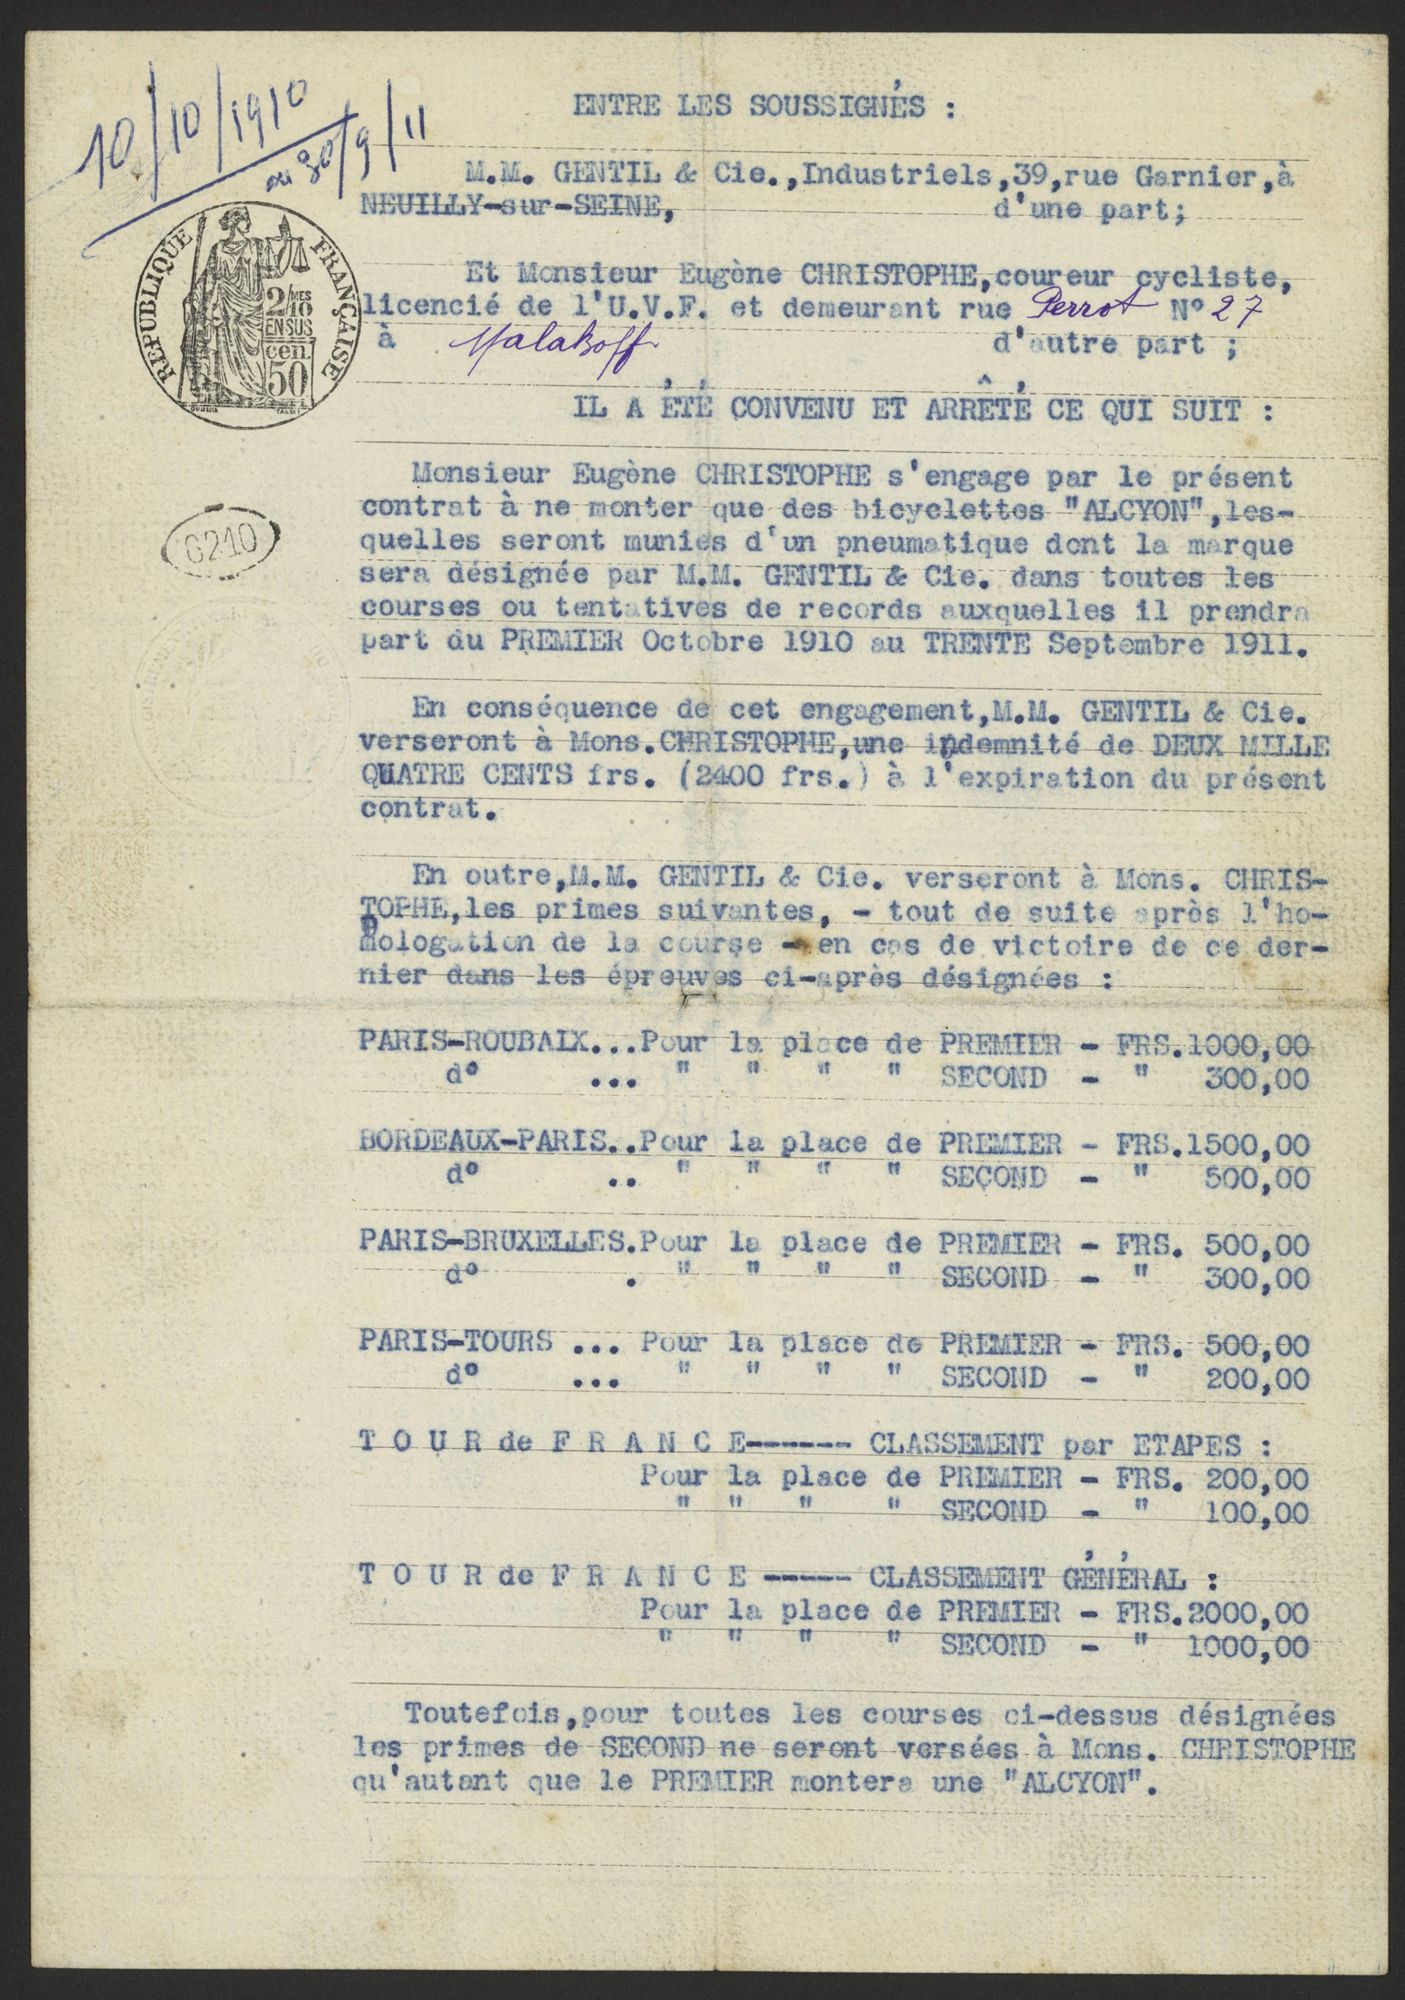 10/10/1910
au 30/9/11
ENTRE LES SOUSSIGNÉS :
M.M. GENTIL & Cie.,Industriels,39,rue Garnier,à
NEUILLY-sur-SEINE, d'une part;
REPUBLIQUE FRANÇAISE
2/10 MES
EN SUS
cen.
50
Et Monsieur Eugène CHRISTOPHE,coureur cycliste,
licencié de l'U.V.F. et demeurant rue Perrot N° 27
à Malakoff d'autre part ;
IL A ÉTÉ CONVENU ET ARRÊTÉ CE QUI SUIT :
Monsieur Eugène CHRISTOPHE s'engage par le présent
contrat à ne monter que des bicyclettes "ALCYON",les-
6210
quelles seront munies d'un pneumatique dont la marque
sera désignée par M.M. GENTIL & Cie. dans toutes les
courses ou tentatives de records auxquelles il prendra
part du PREMIER Octobre 1910 au TRENTE Septembre 1911.
En conséquence de cet engagement,M.M. GENTIL & Cie.
verseront à Mons.CHRISTOPHE,une indemnité de DEUX MILLE
QUATRE CENTS frs. (2400 frs.) à l'expiration du présent
contrat.
En outre,M.M. GENTIL & Cie. verseront à Mons. CHRIS-
TOPHE,les primes suivantes, - tout de suite après l'ho-
mologation de la course - en cas de victoire de ce der-
nier dans les épreuves ci-après désignées :
PARIS-ROUBAIX...Pour la place de PREMIER - FRS.1000,00
d° ... " " " " SECOND - " 300,00
BORDEAUX-PARIS..Pour la place de PREMIER - FRS.1500,00
d° .. " " " " SECOND - " 500,00
PARIS-BRUXELLES.Pour la place de PREMIER - FRS. 500,00
d° . " " " " SECOND - " 300,00
PARIS-TOURS ... Pour la place de PREMIER - FRS. 500,00
d° ... " " " " SECOND - " 200,00
T O U R de F R A N C E------ CLASSEMENT par ETAPES :
Pour la place de PREMIER - FRS. 200,00
" " " " SECOND - " 100,00
T O U R de F R A N C E ----- CLASSEMENT GÉNÉRAL :
Pour la place de PREMIER - FRS.2000,00
" " " " SECOND - " 1000,00
Toutefois,pour toutes les courses ci-dessus désignées
les primes de SECOND ne seront versées à Mons. CHRISTOPHE
qu'autant que le PREMIER montera une "ALCYON".